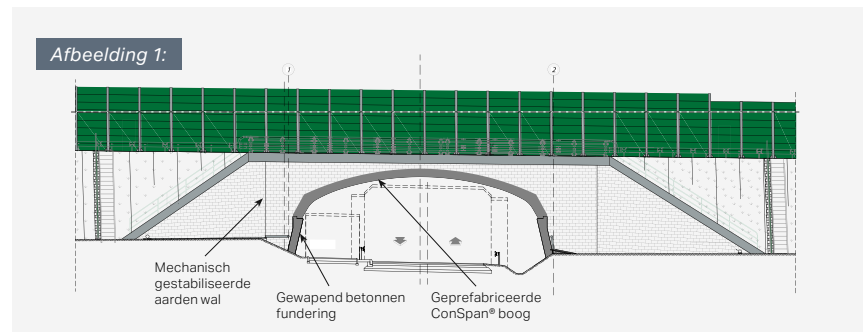 Afbeelding 1:
1
2
Mechanisch
gestabiliseerde
aarden wal
Gewapend betonnen
fundering
Geprefabriceerde
ConSpan® boog